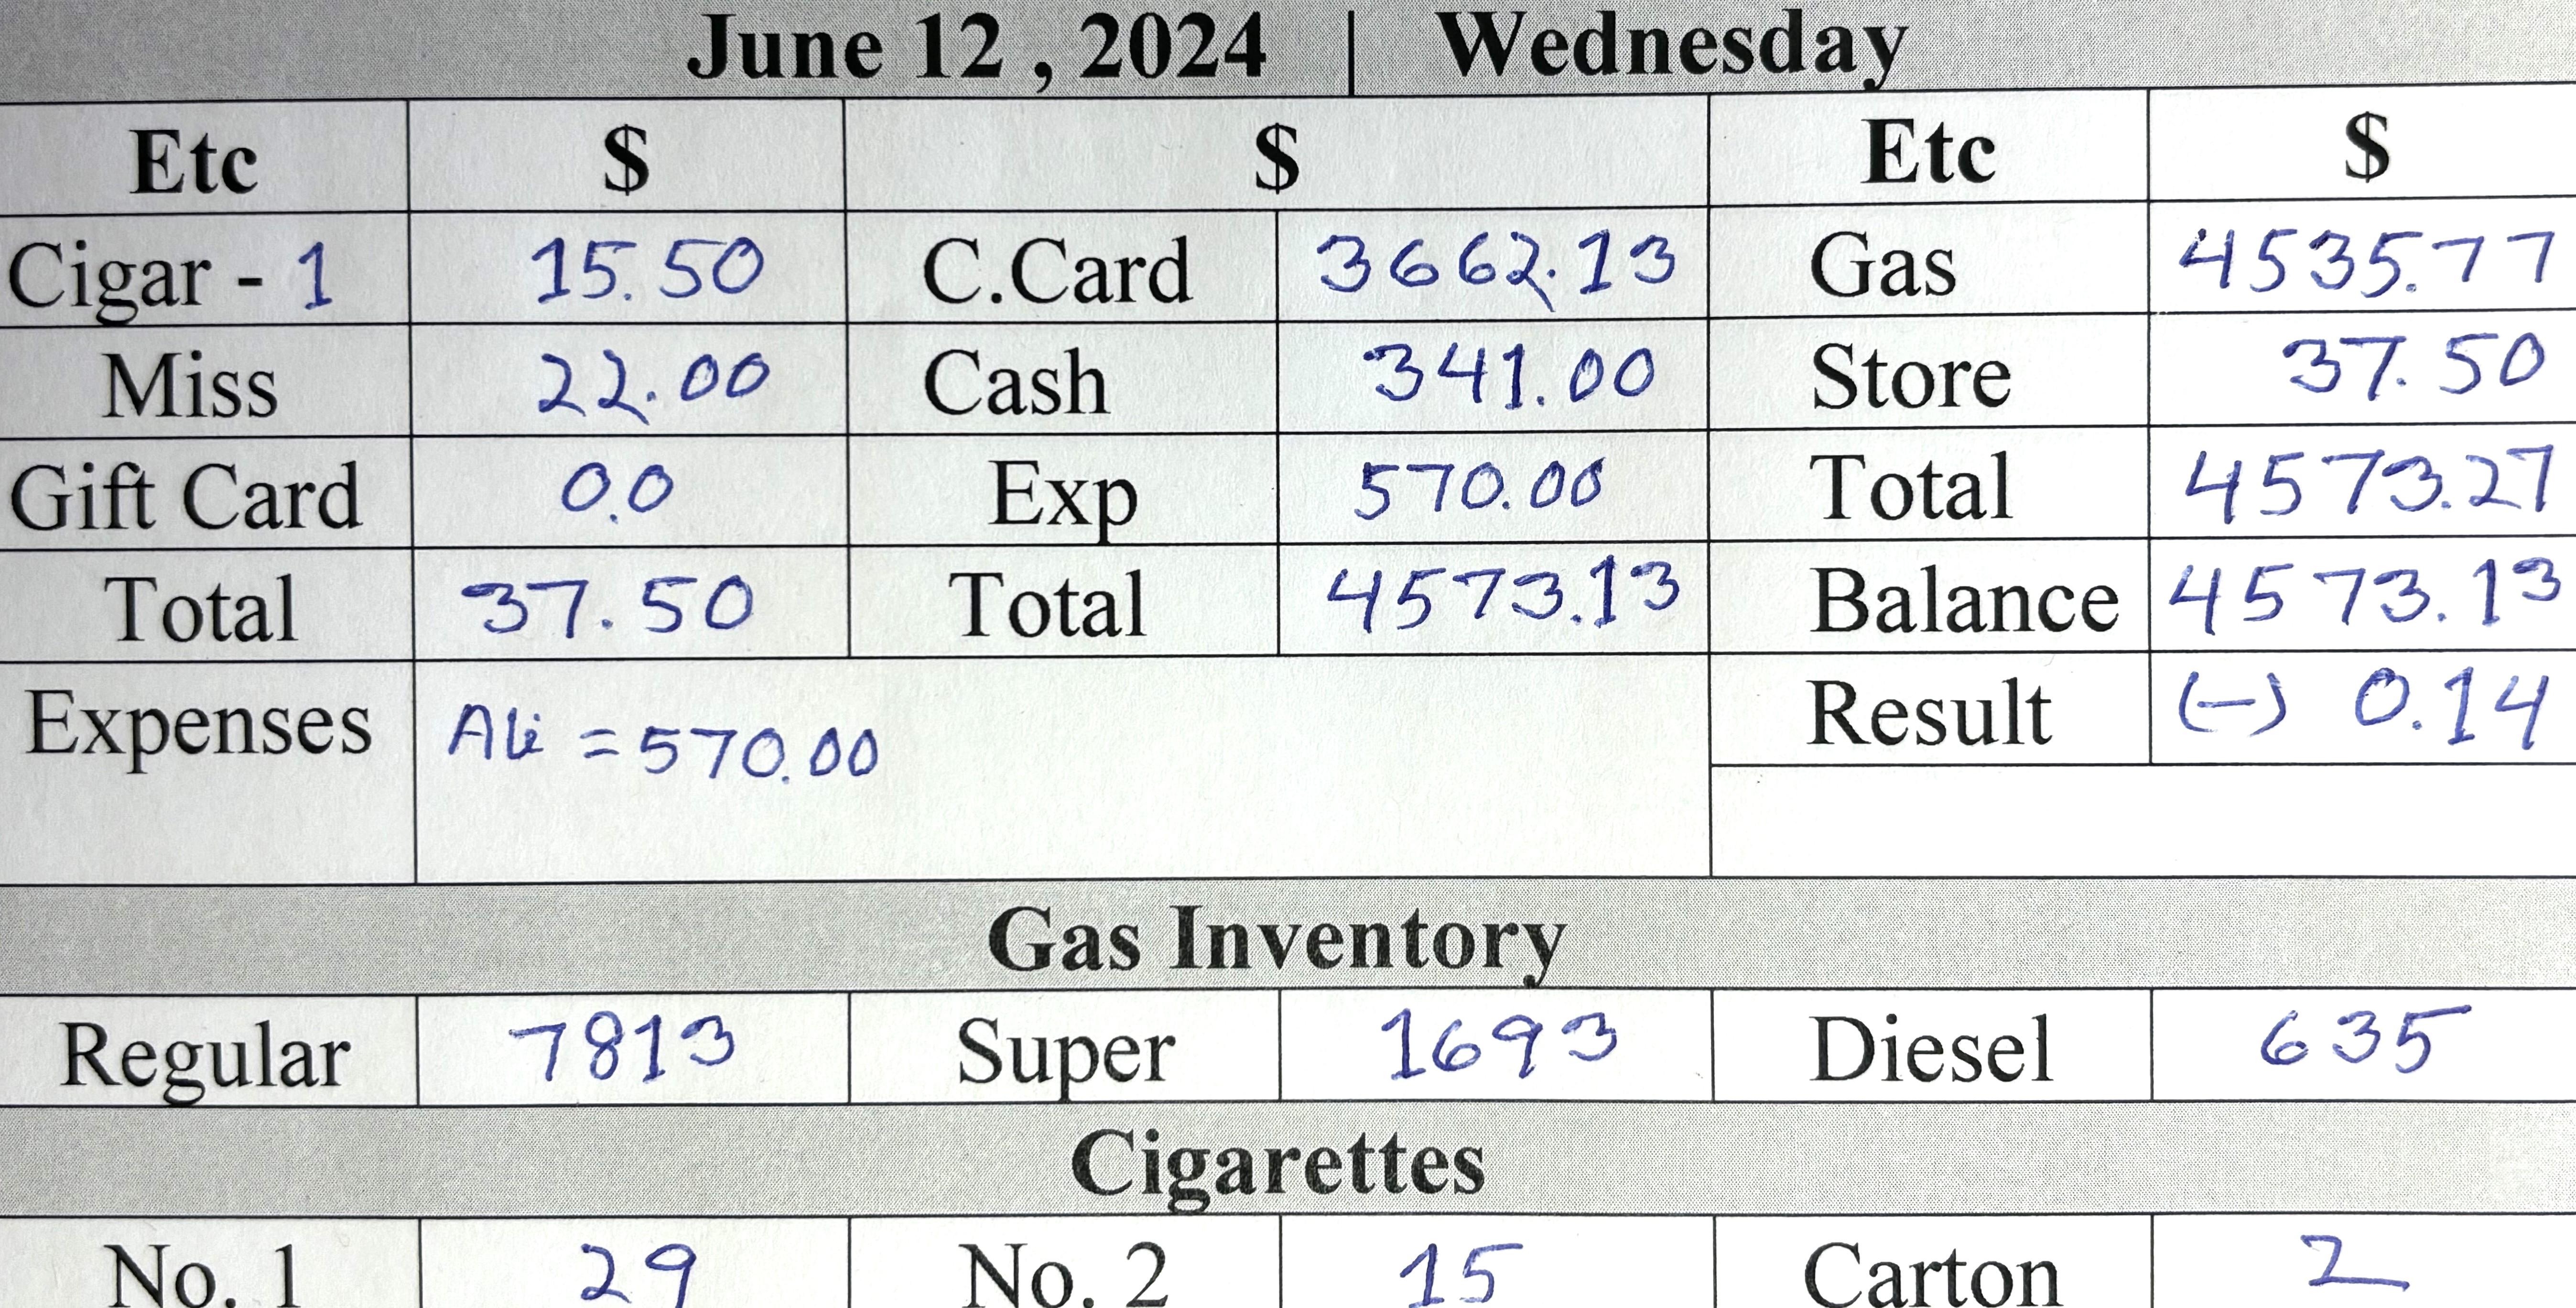 June 12 , 2024 | Wednesday
Etc $ $ Etc $
Cigar - 1 15.50 C.Card 3662.13 Gas 4535.77
Miss 22.00 Cash 341.00 Store 37.50
Gift Card 0.0 Exp 570.00 Total 4573.27
Total 37.50 Total 4573.13 Balance 4573.13
Expenses Ali = 570.00 Result (-) 0.14
Gas Inventory
Regular 7813 Super 1693 Diesel 635
Cigarettes
No. 1 29 No. 2 15 Carton 2